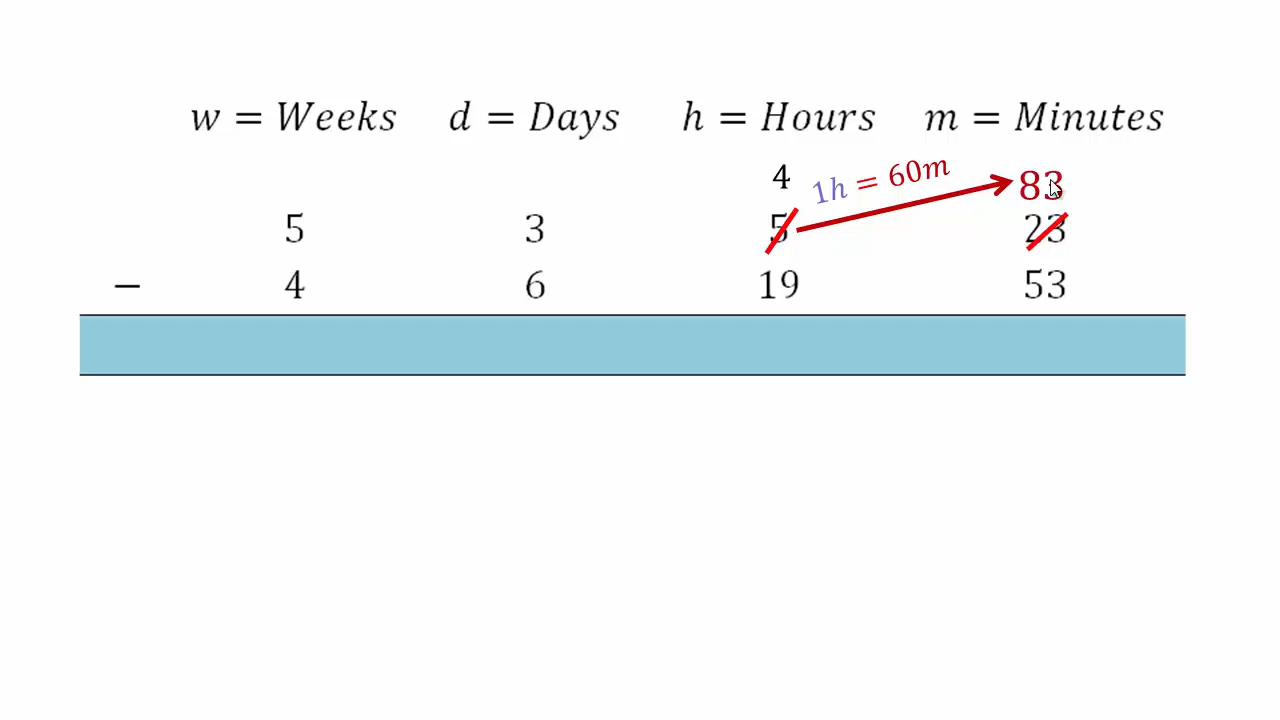 w = Weeks d = Days h = Hours m = Minutes
4 1h = 60m 83
5 3 5 23
− 4 6 19 53